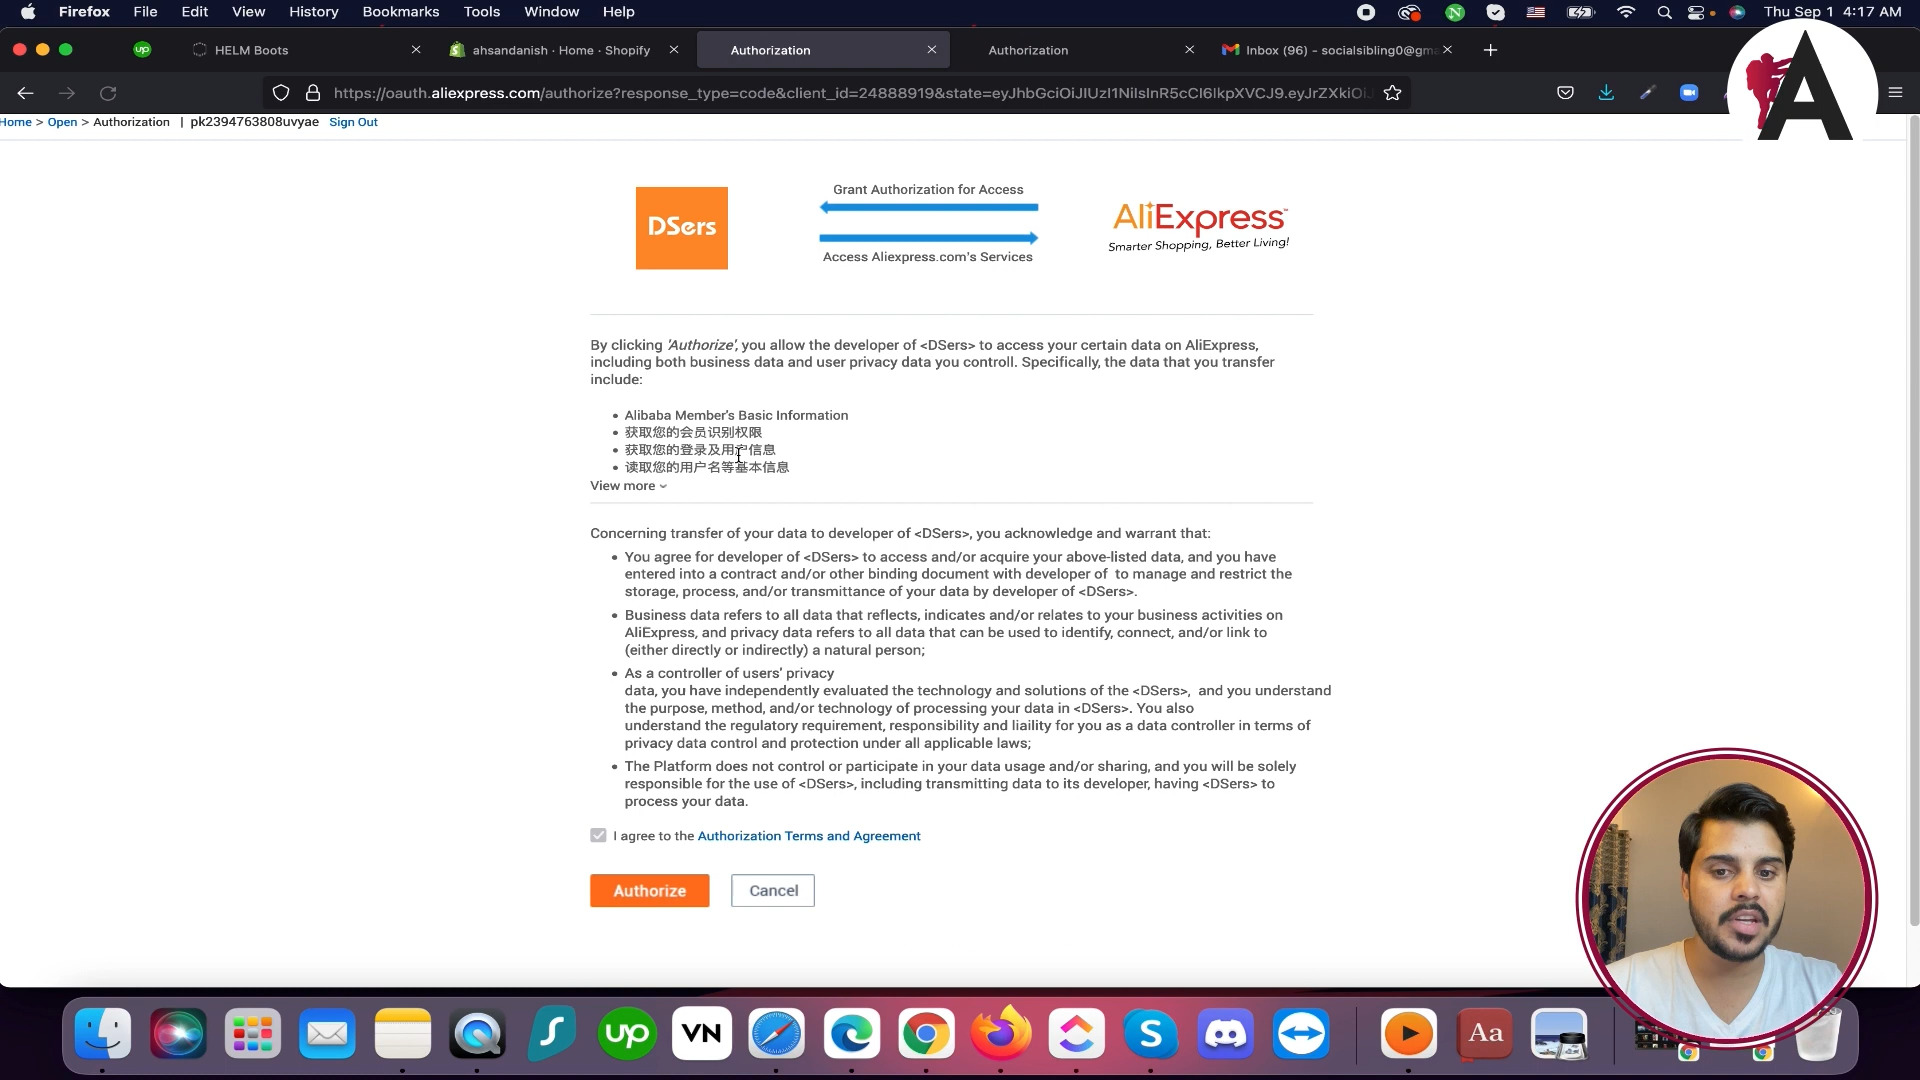 Firefox File Edit View History Bookmarks Tools Window Help Thu Sep 1 4:17 AM
up HELM Boots ahsandanish · Home · Shopify Authorization Authorization Inbox (96) - socialsibling0@gma
https://oauth.aliexpress.com/authorize?response_type=code&client_id=24888919&state=eyJhbGciOiJIUzI1NiIsInR5cCI6IkpXVCJ9.eyJrZXkiOiJ
A
Home > Open > Authorization | pk2394763808uvyae Sign Out
DSers
Grant Authorization for Access
Access Aliexpress.com's Services
AliExpress™
Smarter Shopping, Better Living!
By clicking 'Authorize', you allow the developer of <DSers> to access your certain data on AliExpress,
including both business data and user privacy data you controll. Specifically, the data that you transfer
include:
• Alibaba Member's Basic Information
• 获取您的会员识别权限
• 获取您的登录及用户信息
• 读取您的用户名等基本信息
View more
Concerning transfer of your data to developer of <DSers>, you acknowledge and warrant that:
• You agree for developer of <DSers> to access and/or acquire your above-listed data, and you have
entered into a contract and/or other binding document with developer of to manage and restrict the
storage, process, and/or transmittance of your data by developer of <DSers>.
• Business data refers to all data that reflects, indicates and/or relates to your business activities on
AliExpress, and privacy data refers to all data that can be used to identify, connect, and/or link to
(either directly or indirectly) a natural person;
• As a controller of users' privacy
data, you have independently evaluated the technology and solutions of the <DSers>, and you understand
the purpose, method, and/or technology of processing your data in <DSers>. You also
understand the regulatory requirement, responsibility and liaility for you as a data controller in terms of
privacy data control and protection under all applicable laws;
• The Platform does not control or participate in your data usage and/or sharing, and you will be solely
responsible for the use of <DSers>, including transmitting data to its developer, having <DSers> to
process your data.
I agree to the Authorization Terms and Agreement
Authorize Cancel
up VN S Aa